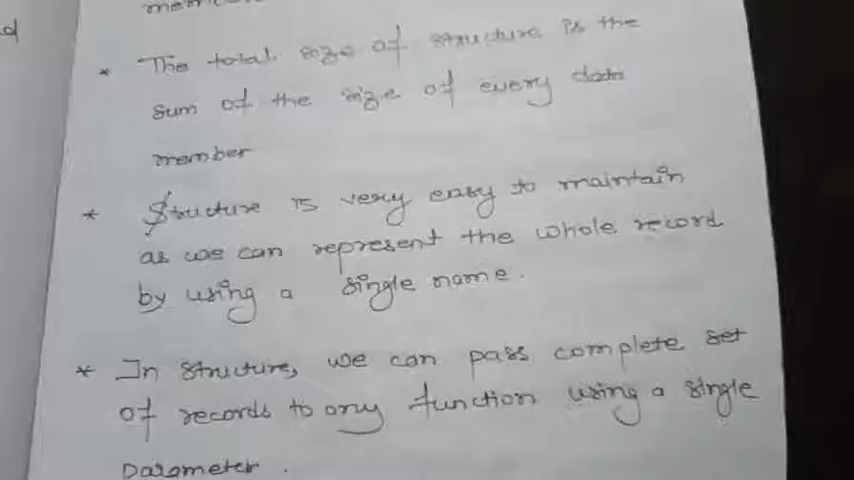 * The total size of structure is the
sum of the size of every data
member
* Structure is very easy to maintain
as we can represent the whole record
by using a single name.
* In structure, we can pass complete set
of records to any function using a single
parameter.